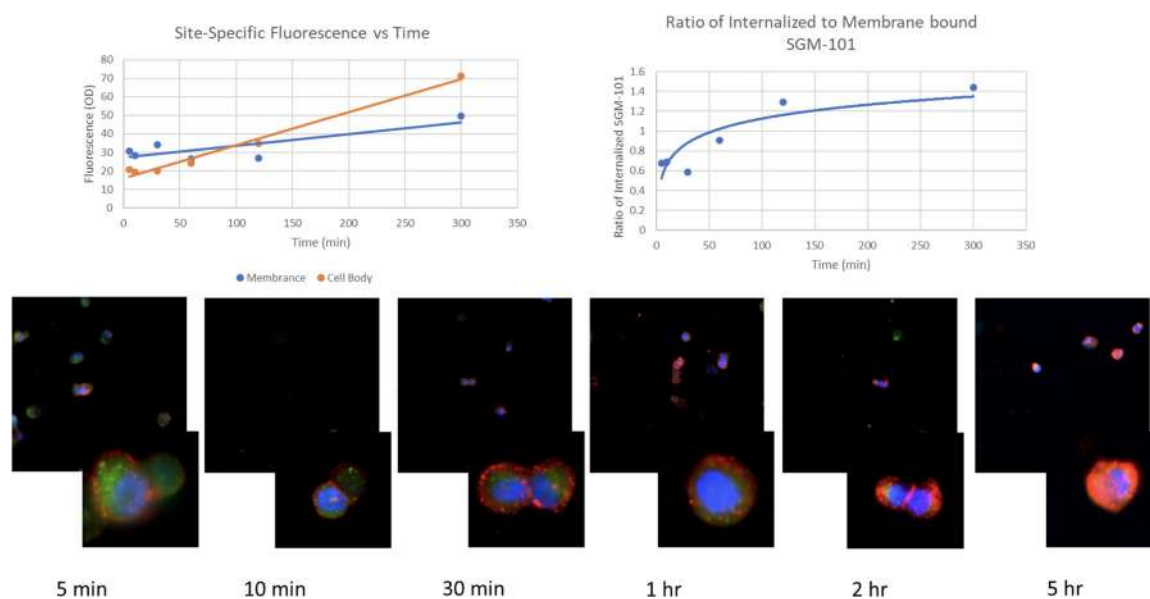 Site-Specific Fluorescence vs Time
Fluorescence (OD)
80
70
60
50
40
30
20
10
0
0 50 100 150 200 250 300 350
Time (min)
Membrance Cell Body
Ratio of Internalized to Membrane bound
SGM-101
Ratio of Internalized SGM-101
1.6
1.4
1.2
1
0.8
0.6
0.4
0.2
0
0 50 100 150 200 250 300 350
Time (min)
5 min 10 min 30 min 1 hr 2 hr 5 hr